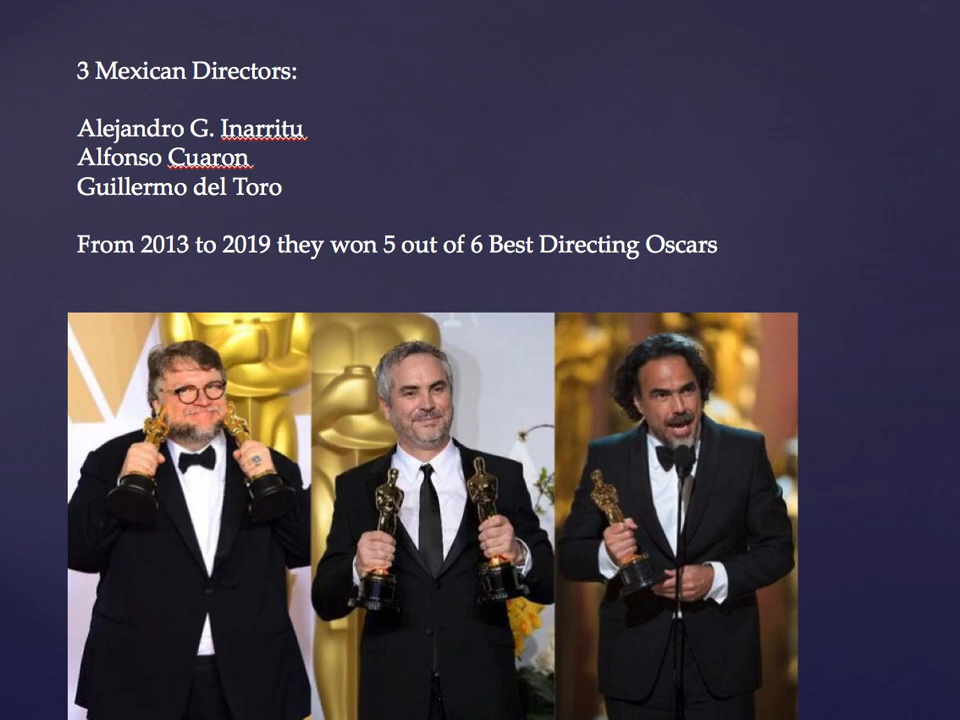 3 Mexican Directors:
Alejandro G. Inarritu
Alfonso Cuaron
Guillermo del Toro
From 2013 to 2019 they won 5 out of 6 Best Directing Oscars